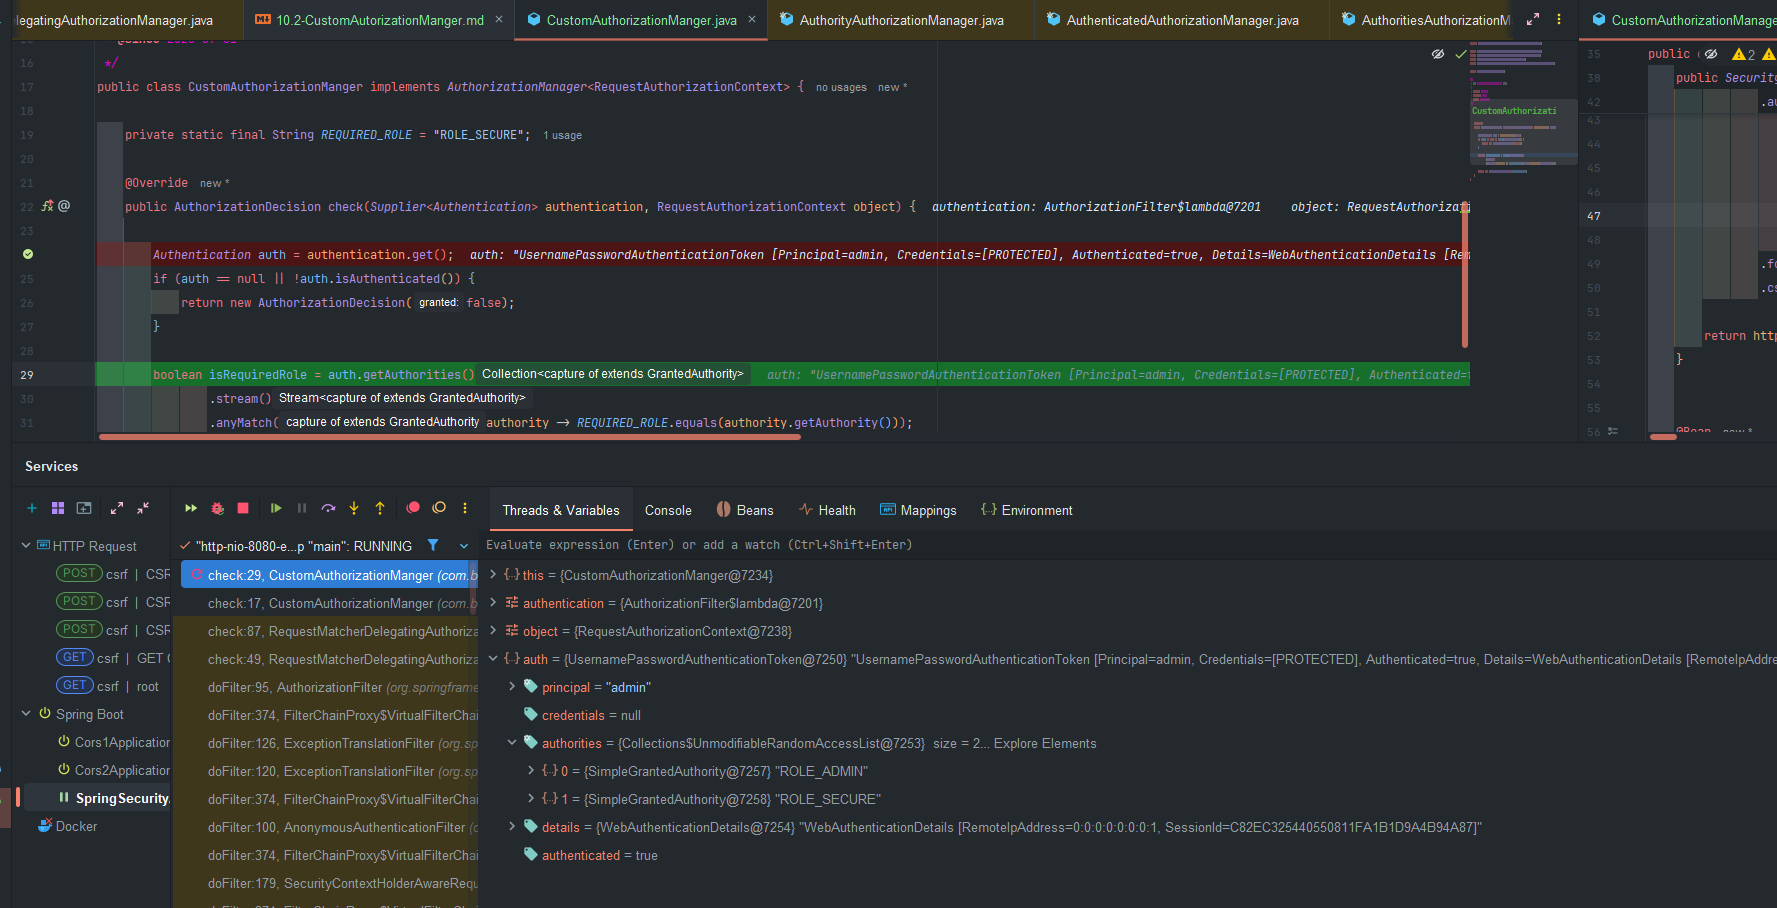 legatingAuthorizationManager.java
10.2-CustomAutorizationManger.md
CustomAuthorizationManger.java
AuthorityAuthorizationManager.java
AuthenticatedAuthorizationManager.java
AuthoritiesAuthorizationM
CustomAuthorizationManage
16 */
17 public class CustomAuthorizationManger implements AuthorizationManager<RequestAuthorizationContext> { no usages new *
18
19 private static final String REQUIRED_ROLE = "ROLE_SECURE"; 1 usage
20
21 @Override new *
22 public AuthorizationDecision check(Supplier<Authentication> authentication, RequestAuthorizationContext object) { authentication: AuthorizationFilter$lambda@7201 object: RequestAuthorizati
23
Authentication auth = authentication.get(); auth: "UsernamePasswordAuthenticationToken [Principal=admin, Credentials=[PROTECTED], Authenticated=true, Details=WebAuthenticationDetails [Rem
25 if (auth == null || !auth.isAuthenticated()) {
26 return new AuthorizationDecision( granted: false);
27 }
28
29 boolean isRequiredRole = auth.getAuthorities() Collection<capture of extends GrantedAuthority> auth: "UsernamePasswordAuthenticationToken [Principal=admin, Credentials=[PROTECTED], Authenticated=t
30 .stream() Stream<capture of extends GrantedAuthority>
31 .anyMatch( capture of extends GrantedAuthority authority → REQUIRED_ROLE.equals(authority.getAuthority()));
CustomAuthorizati
35 public
2
38 public Security
42 .au
43
44
45
46
47
48
49 .fo
50 .cs
51
52 return http
53 }
54
55
56 @Bean new *
Services
HTTP Request
POST csrf | CSR
POST csrf | CSR
POST csrf | CSR
GET csrf | GET C
GET csrf | root
Spring Boot
Cors1Application
Cors2Application
SpringSecurity.
Docker
"http-nio-8080-e...p "main": RUNNING
check:29, CustomAuthorizationManger (com.b
check:17, CustomAuthorizationManger (com.b
check:87, RequestMatcherDelegatingAuthoriza
check:49, RequestMatcherDelegatingAuthoriza
doFilter:95, AuthorizationFilter (org.springframe
doFilter:374, FilterChainProxy$VirtualFilterChai
doFilter:126, ExceptionTranslationFilter (org.sp
doFilter:120, ExceptionTranslationFilter (org.sp
doFilter:374, FilterChainProxy$VirtualFilterChai
doFilter:100, AnonymousAuthenticationFilter (o
doFilter:374, FilterChainProxy$VirtualFilterChai
doFilter:179, SecurityContextHolderAwareRequ
Threads & Variables
Console
Beans
Health
Mappings
Environment
Evaluate expression (Enter) or add a watch (Ctrl+Shift+Enter)
this = {CustomAuthorizationManger@7234}
authentication = {AuthorizationFilter$lambda@7201}
object = {RequestAuthorizationContext@7238}
auth = {UsernamePasswordAuthenticationToken@7250} "UsernamePasswordAuthenticationToken [Principal=admin, Credentials=[PROTECTED], Authenticated=true, Details=WebAuthenticationDetails [RemoteIpAddre
principal = "admin"
credentials = null
authorities = {Collections$UnmodifiableRandomAccessList@7253} size = 2... Explore Elements
0 = {SimpleGrantedAuthority@7257} "ROLE_ADMIN"
1 = {SimpleGrantedAuthority@7258} "ROLE_SECURE"
details = {WebAuthenticationDetails@7254} "WebAuthenticationDetails [RemoteIpAddress=0:0:0:0:0:0:0:1, SessionId=C82EC325440550811FA1B1D9A4B94A87]"
authenticated = true